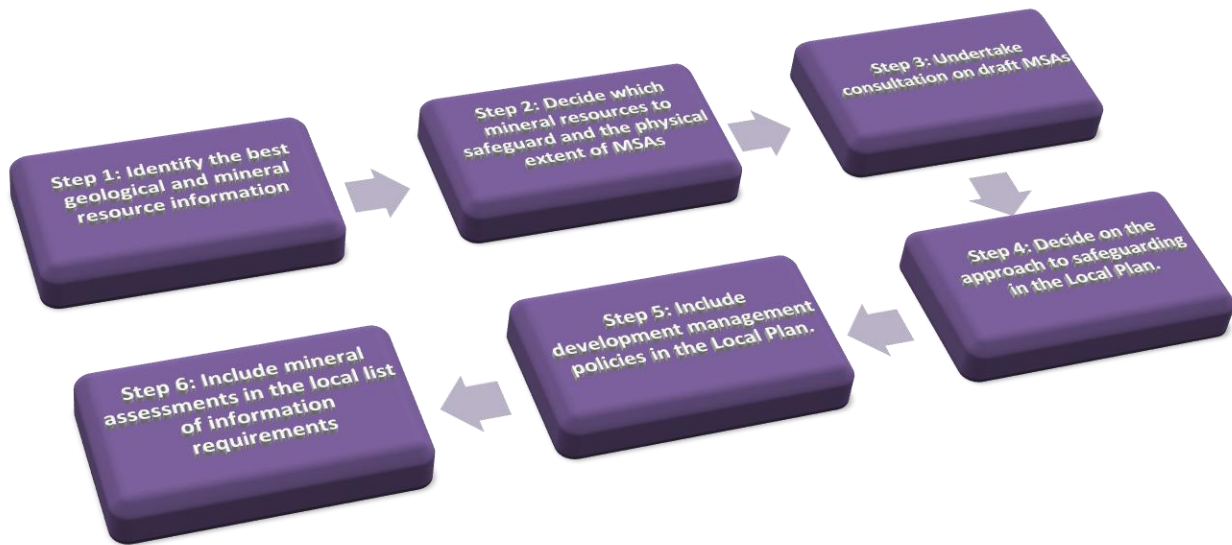 Step 1: Identify the best
geological and mineral
resource information
Step 2: Decide which
mineral resources to
safeguard and the physical
extent of MSAs
Step 3: Undertake
consultation on draft MSAs
Step 4: Decide on the
approach to safeguarding
in the Local Plan.
Step 5: Include
development management
policies in the Local Plan.
Step 6: Include mineral
assessments in the local list
of information
requirements